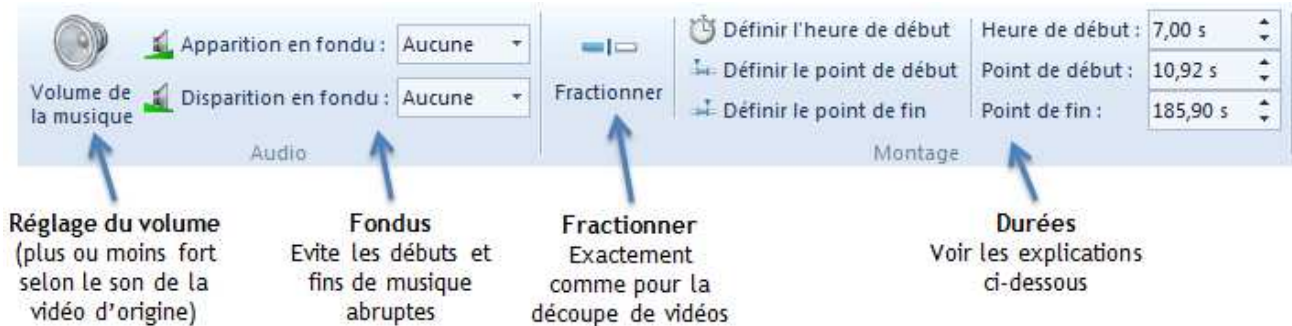 Volume de
la musique
Apparition en fondu : Aucune
Disparition en fondu : Aucune
Audio
Fractionner
Définir l'heure de début
Définir le point de début
Définir le point de fin
Heure de début : 7,00 s
Point de début : 10,92 s
Point de fin : 185,90 s
Montage
Réglage du volume
(plus ou moins fort
selon le son de la
vidéo d'origine)
Fondus
Evite les débuts et
fins de musique
abruptes
Fractionner
Exactement
comme pour la
découpe de vidéos
Durées
Voir les explications
ci-dessous